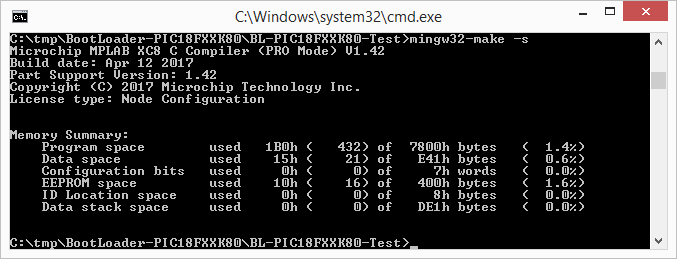 C:\Windows\system32\cmd.exe
C:\tmp\BootLoader-PIC18FXXK80\BL-PIC18FXXK80-Test>mingw32-make -s
Microchip MPLAB XC8 C Compiler (PRO Mode) V1.42
Build date: Apr 12 2017
Part Support Version: 1.42
Copyright (C) 2017 Microchip Technology Inc.
License type: Node Configuration
Memory Summary:
Program space used 1B0h ( 432) of 7800h bytes ( 1.4%)
Data space used 15h ( 21) of E41h bytes ( 0.6%)
Configuration bits used 0h ( 0) of 7h words ( 0.0%)
EEPROM space used 10h ( 16) of 400h bytes ( 1.6%)
ID Location space used 0h ( 0) of 8h bytes ( 0.0%)
Data stack space used 0h ( 0) of DE1h bytes ( 0.0%)
C:\tmp\BootLoader-PIC18FXXK80\BL-PIC18FXXK80-Test>_